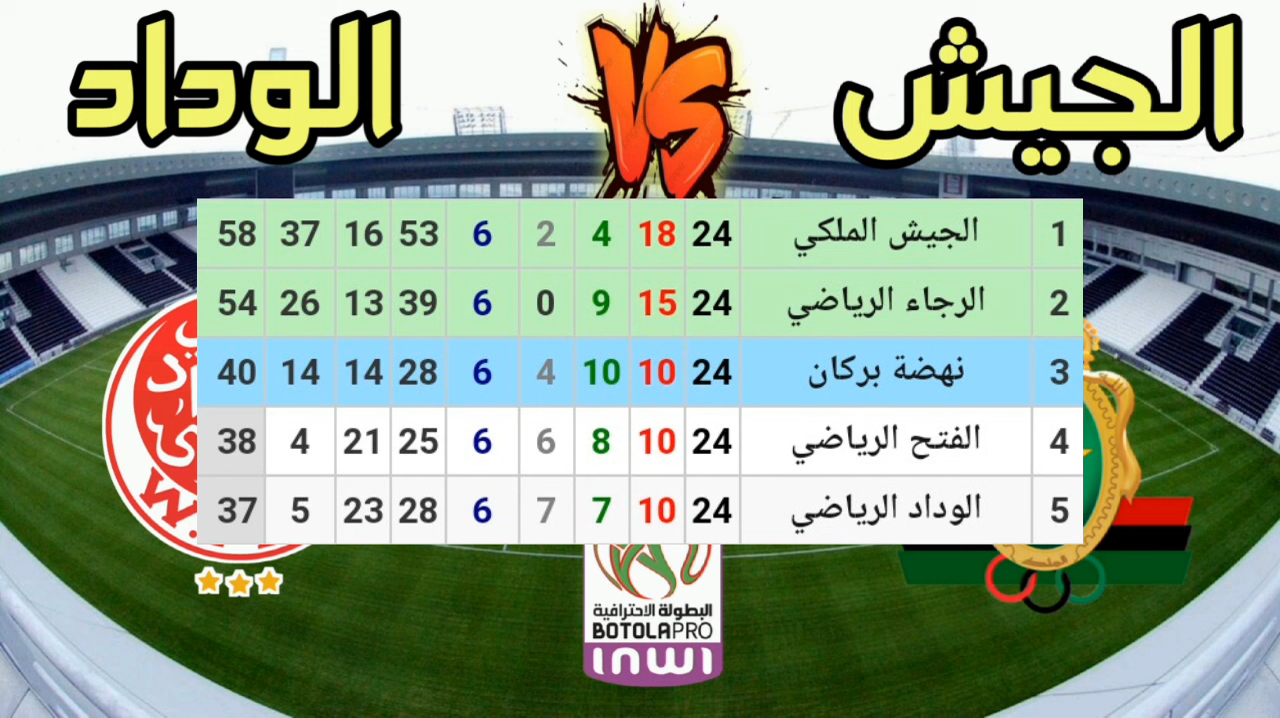 الجيش VS الوداد
1 الجيش الملكي 24 18 4 2 6 53 16 37 58
2 الرجاء الرياضي 24 15 9 0 6 39 13 26 54
3 نهضة بركان 24 10 10 4 6 28 14 14 40
4 الفتح الرياضي 24 10 8 6 6 25 21 4 38
5 الوداد الرياضي 24 10 7 7 6 28 23 5 37
البطولة الاحترافية
BOTOLAPRO
inwi